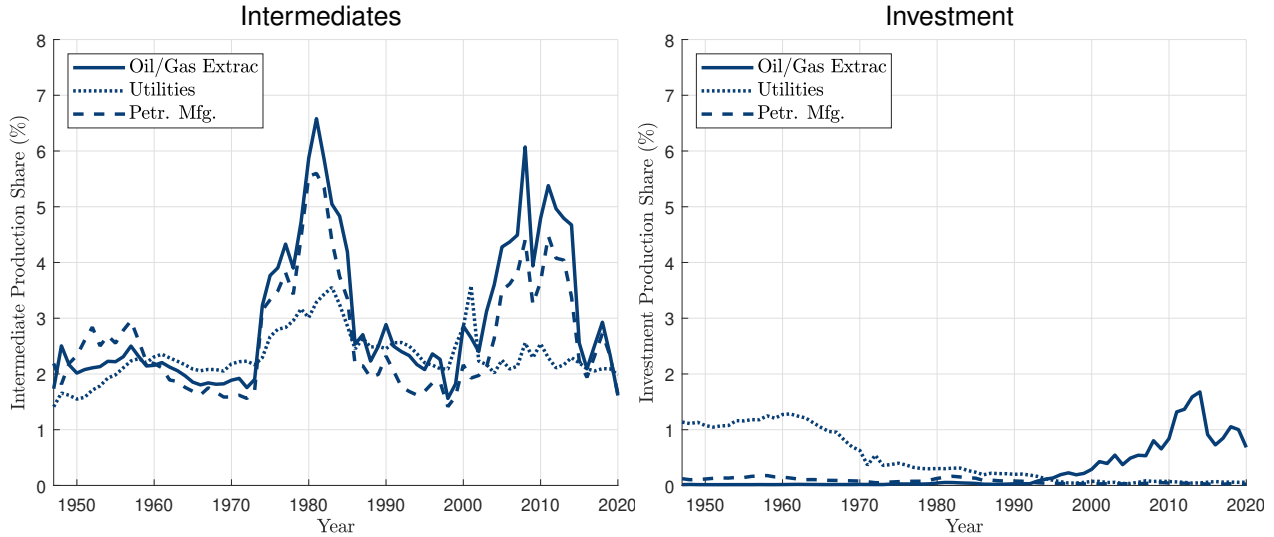 Intermediates
Intermediate Production Share (%)
8
7
6
5
4
3
2
1
0
Oil/Gas Extrac
Utilities
Petr. Mfg.
1950 1960 1970 1980 1990 2000 2010 2020
Year
Investment
Investment Production Share (%)
8
7
6
5
4
3
2
1
0
Oil/Gas Extrac
Utilities
Petr. Mfg.
1950 1960 1970 1980 1990 2000 2010 2020
Year